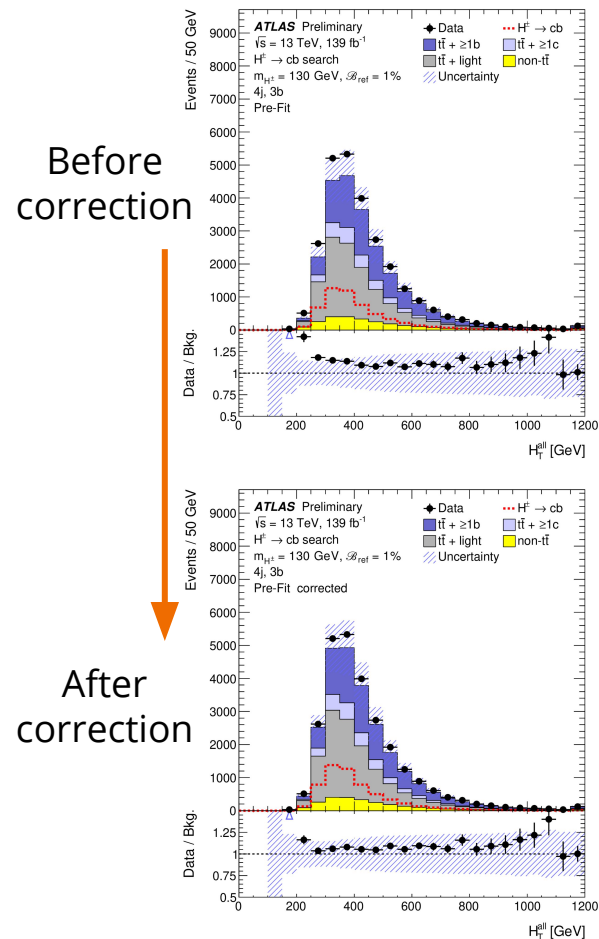 Before
correction
After
correction
Events / 50 GeV
ATLAS Preliminary
√s = 13 TeV, 139 fb⁻¹
H± → cb search
m_H± = 130 GeV, ℬ_ref = 1%
4j, 3b
Pre-Fit
Data
H± → cb
tt̄ + ≥1b
tt̄ + ≥1c
tt̄ + light
non-tt̄
Uncertainty
9000
8000
7000
6000
5000
4000
3000
2000
1000
0
Data / Bkg.
1.25
1
0.75
0.5
0 200 400 600 800 1000 1200
H_T^all [GeV]
Events / 50 GeV
ATLAS Preliminary
√s = 13 TeV, 139 fb⁻¹
H± → cb search
m_H± = 130 GeV, ℬ_ref = 1%
4j, 3b
Pre-Fit corrected
Data
H± → cb
tt̄ + ≥1b
tt̄ + ≥1c
tt̄ + light
non-tt̄
Uncertainty
9000
8000
7000
6000
5000
4000
3000
2000
1000
0
Data / Bkg.
1.25
1
0.75
0.5
0 200 400 600 800 1000 1200
H_T^all [GeV]